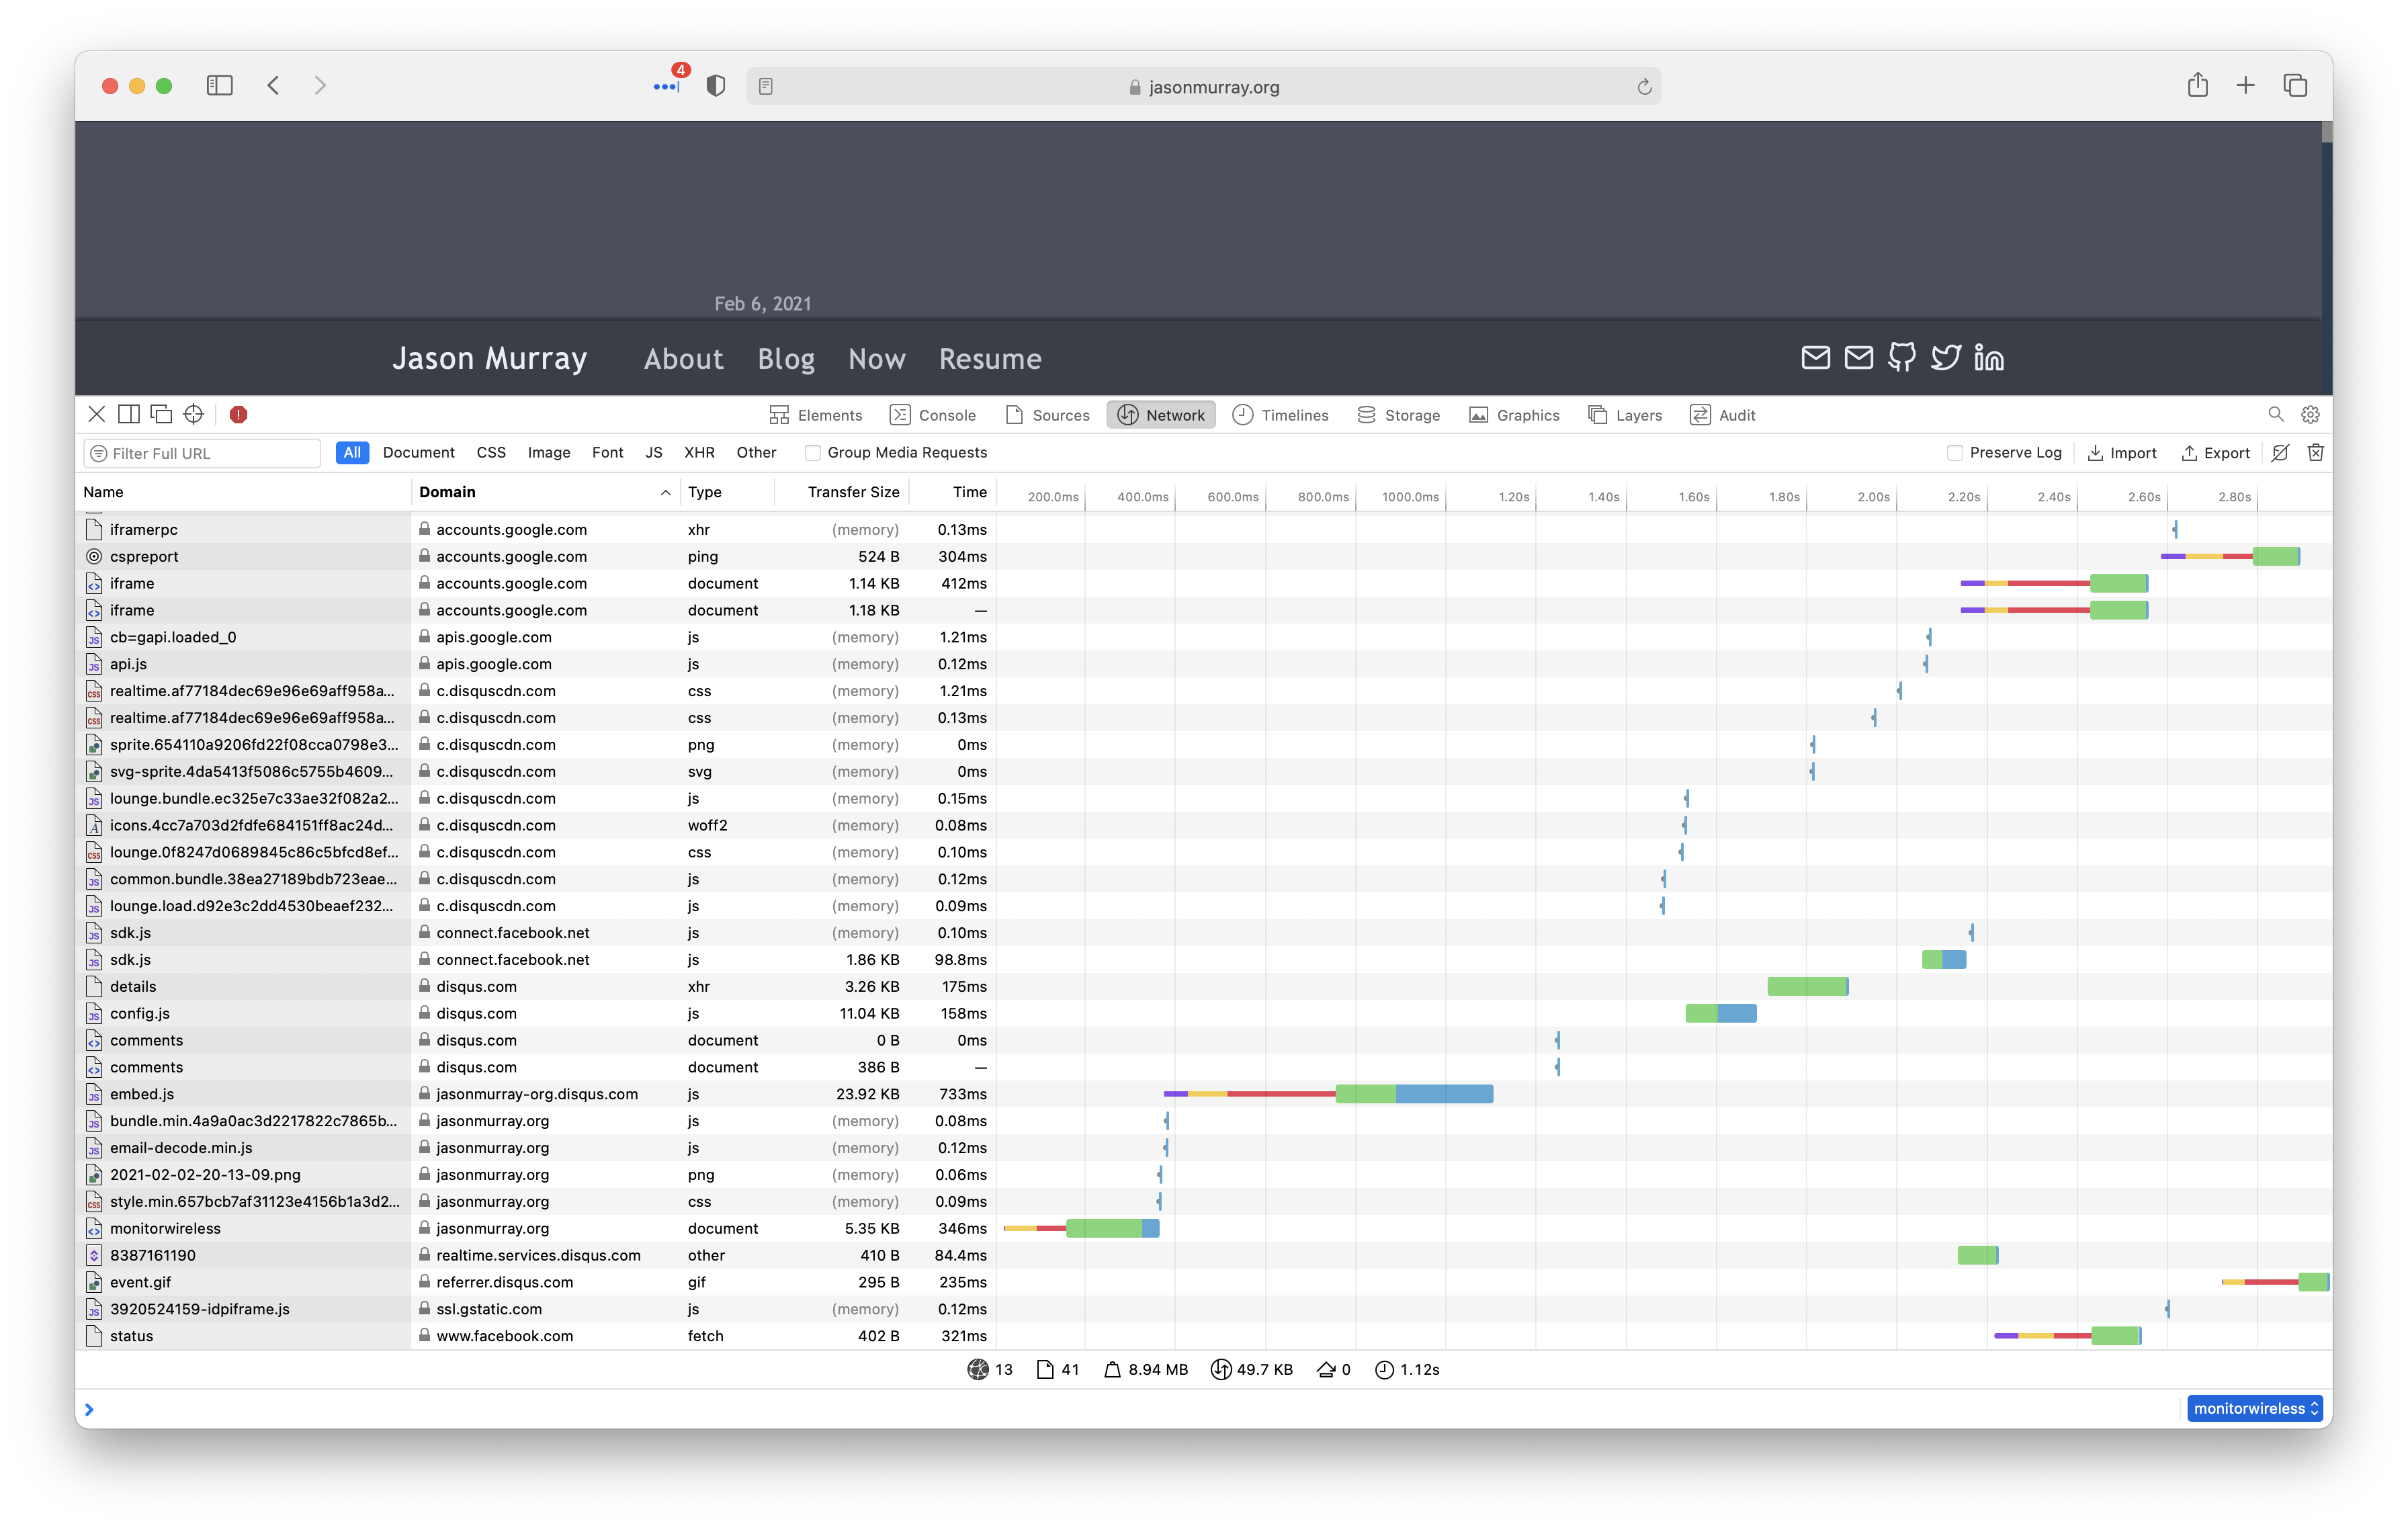 4
jasonmurray.org
Feb 6, 2021
Jason Murray About Blog Now Resume
Elements Console Sources Network Timelines Storage Graphics Layers Audit
Filter Full URL All Document CSS Image Font JS XHR Other Group Media Requests Preserve Log Import Export
Name Domain Type Transfer Size Time 200.0ms 400.0ms 600.0ms 800.0ms 1000.0ms 1.20s 1.40s 1.60s 1.80s 2.00s 2.20s 2.40s 2.60s 2.80s
iframerpc accounts.google.com xhr (memory) 0.13ms
cspreport accounts.google.com ping 524 B 304ms
iframe accounts.google.com document 1.14 KB 412ms
iframe accounts.google.com document 1.18 KB —
cb=gapi.loaded_0 apis.google.com js (memory) 1.21ms
api.js apis.google.com js (memory) 0.12ms
realtime.af77184dec69e96e69aff958a... c.disquscdn.com css (memory) 1.21ms
realtime.af77184dec69e96e69aff958a... c.disquscdn.com css (memory) 0.13ms
sprite.654110a9206fd22f08cca0798e3... c.disquscdn.com png (memory) 0ms
svg-sprite.4da5413f5086c5755b4609... c.disquscdn.com svg (memory) 0ms
lounge.bundle.ec325e7c33ae32f082a2... c.disquscdn.com js (memory) 0.15ms
icons.4cc7a703d2fdfe684151ff8ac24d... c.disquscdn.com woff2 (memory) 0.08ms
lounge.0f8247d0689845c86c5bfcd8ef... c.disquscdn.com css (memory) 0.10ms
common.bundle.38ea27189bdb723eae... c.disquscdn.com js (memory) 0.12ms
lounge.load.d92e3c2dd4530beaef232... c.disquscdn.com js (memory) 0.09ms
sdk.js connect.facebook.net js (memory) 0.10ms
sdk.js connect.facebook.net js 1.86 KB 98.8ms
details disqus.com xhr 3.26 KB 175ms
config.js disqus.com js 11.04 KB 158ms
comments disqus.com document 0 B 0ms
comments disqus.com document 386 B —
embed.js jasonmurray-org.disqus.com js 23.92 KB 733ms
bundle.min.4a9a0ac3d2217822c7865b... jasonmurray.org js (memory) 0.08ms
email-decode.min.js jasonmurray.org js (memory) 0.12ms
2021-02-02-20-13-09.png jasonmurray.org png (memory) 0.06ms
style.min.657bcb7af31123e4156b1a3d2... jasonmurray.org css (memory) 0.09ms
monitorwireless jasonmurray.org document 5.35 KB 346ms
8387161190 realtime.services.disqus.com other 410 B 84.4ms
event.gif referrer.disqus.com gif 295 B 235ms
3920524159-idpiframe.js ssl.gstatic.com js (memory) 0.12ms
status www.facebook.com fetch 402 B 321ms
13 41 8.94 MB 49.7 KB 0 1.12s
monitorwireless